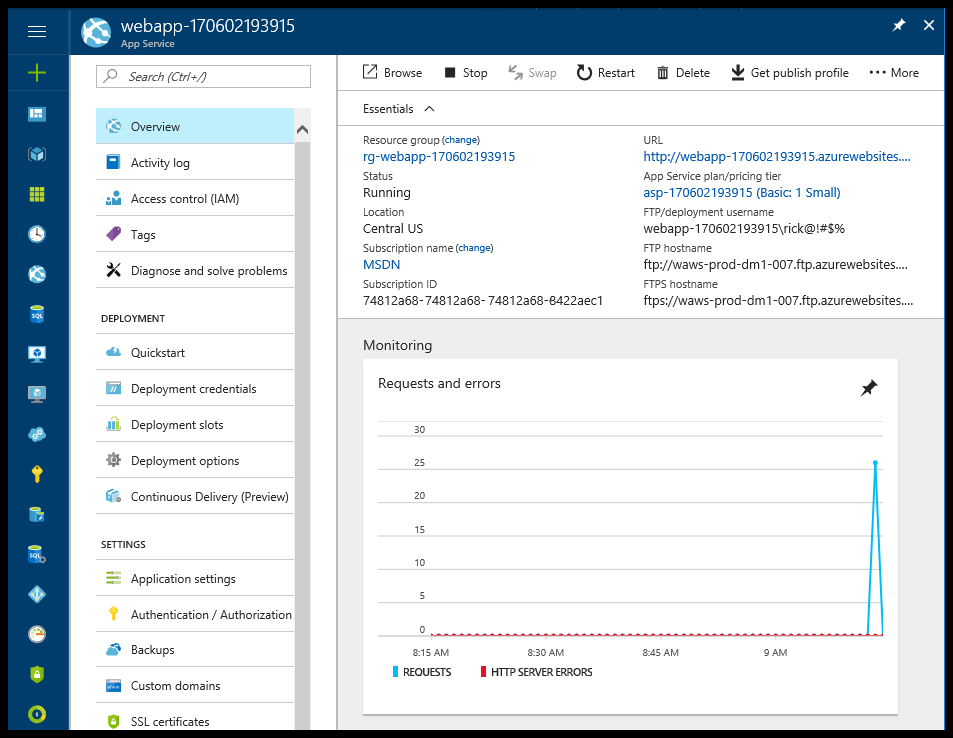 webapp-170602193915
App Service
Search (Ctrl+/)
Overview
Activity log
Access control (IAM)
Tags
Diagnose and solve problems
DEPLOYMENT
Quickstart
Deployment credentials
Deployment slots
Deployment options
Continuous Delivery (Preview)
SETTINGS
Application settings
Authentication / Authorization
Backups
Custom domains
SSL certificates
Browse Stop Swap Restart Delete Get publish profile More
Essentials
Resource group (change)
rg-webapp-170602193915
Status
Running
Location
Central US
Subscription name (change)
MSDN
Subscription ID
74812a68-74812a68- 74812a68-8422aec1
URL
http://webapp-170602193915.azurewebsites....
App Service plan/pricing tier
asp-170602193915 (Basic: 1 Small)
FTP/deployment username
webapp-170602193915\rick@!#$%
FTP hostname
ftp://waws-prod-dm1-007.ftp.azurewebsites....
FTPS hostname
ftps://waws-prod-dm1-007.ftp.azurewebsites....
Monitoring
Requests and errors
30
25
20
15
10
5
0
8:15 AM 8:30 AM 8:45 AM 9 AM
REQUESTS HTTP SERVER ERRORS